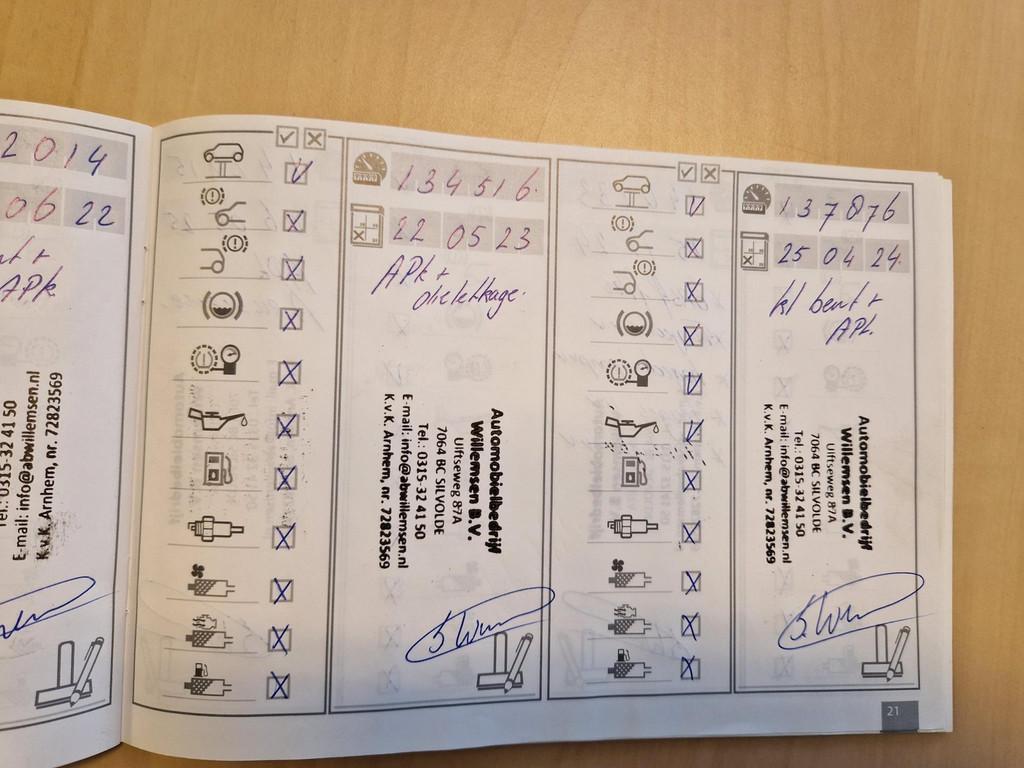 2014
06 22
APK
Tel.: 0315-32 41 50
E-mail: info@abwillemsen.nl
K.v.K. Arnhem, nr. 72823569
134516.
22 05 23
APK +
olielekkage.
Automobielbedrijf
Willemsen B.V.
Ulftseweg 87A
7064 BC SILVOLDE
Tel.: 0315-32 41 50
E-mail: info@abwillemsen.nl
K.v.K. Arnhem, nr. 72823569
137876
25 04 24
kl beurt +
APK.
Automobielbedrijf
Willemsen B.V.
Ulftseweg 87A
7064 BC SILVOLDE
Tel.: 0315-32 41 50
E-mail: info@abwillemsen.nl
K.v.K. Arnhem, nr. 72823569
21